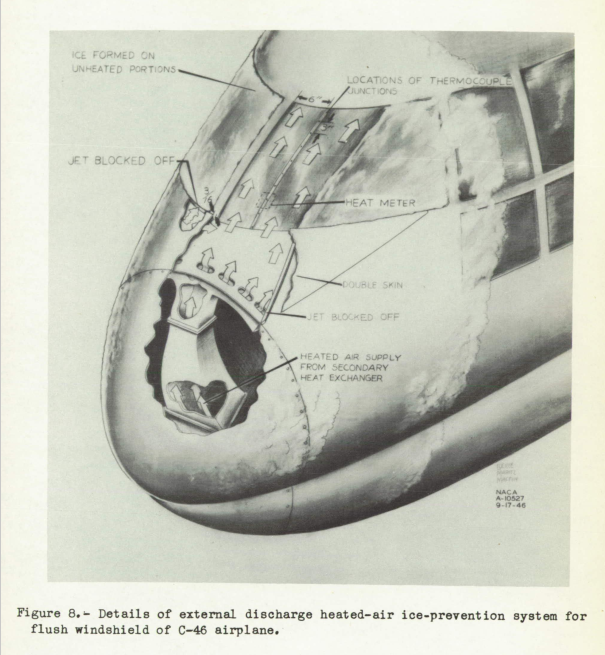 ICE FORMED ON
UNHEATED PORTIONS
LOCATIONS OF THERMOCOUPLE
JUNCTIONS
6"
JET BLOCKED OFF
HEAT METER
DOUBLE SKIN
JET BLOCKED OFF
HEATED AIR SUPPLY
FROM SECONDARY
HEAT EXCHANGER
NACA
A-10527
9-17-46
Figure 8.- Details of external discharge heated-air ice-prevention system for
flush windshield of C-46 airplane.